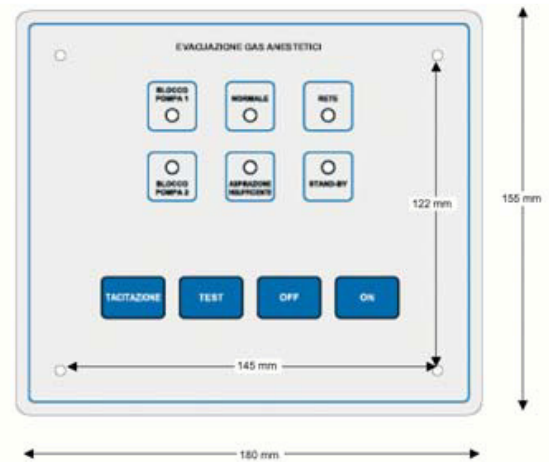 EVACUAZIONE GAS ANESTETICI
BLOCCO
POMPA 1
NORMALE
RETE
BLOCCO
POMPA 2
ASPIRAZIONE
INSUFFICIENTE
STAND-BY
122 mm
155 mm
TACITAZIONE
TEST
OFF
ON
145 mm
180 mm